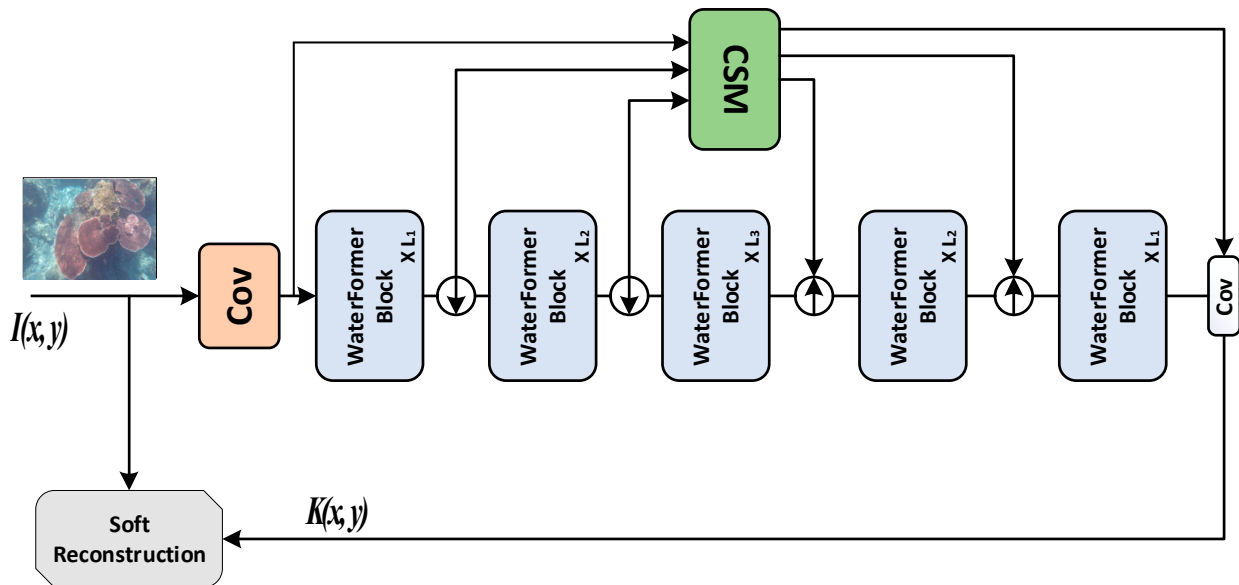 CSM
Cov
WaterFormer
Block
X L₁
WaterFormer
Block
X L₂
WaterFormer
Block
X L₃
WaterFormer
Block
X L₂
WaterFormer
Block
X L₁
Cov
I(x, y)
K(x, y)
Soft
Reconstruction